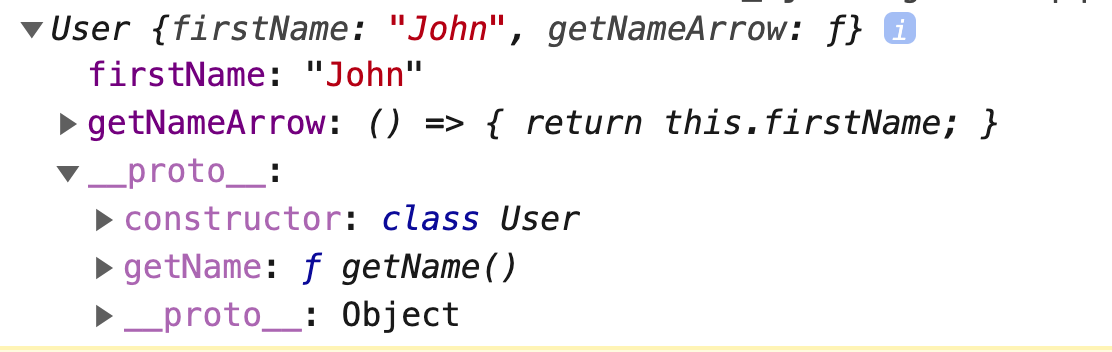 ▼User {firstName: "John", getNameArrow: ƒ} i
firstName: "John"
▶getNameArrow: () => { return this.firstName; }
▼__proto__:
▶constructor: class User
▶getName: ƒ getName()
▶__proto__: Object